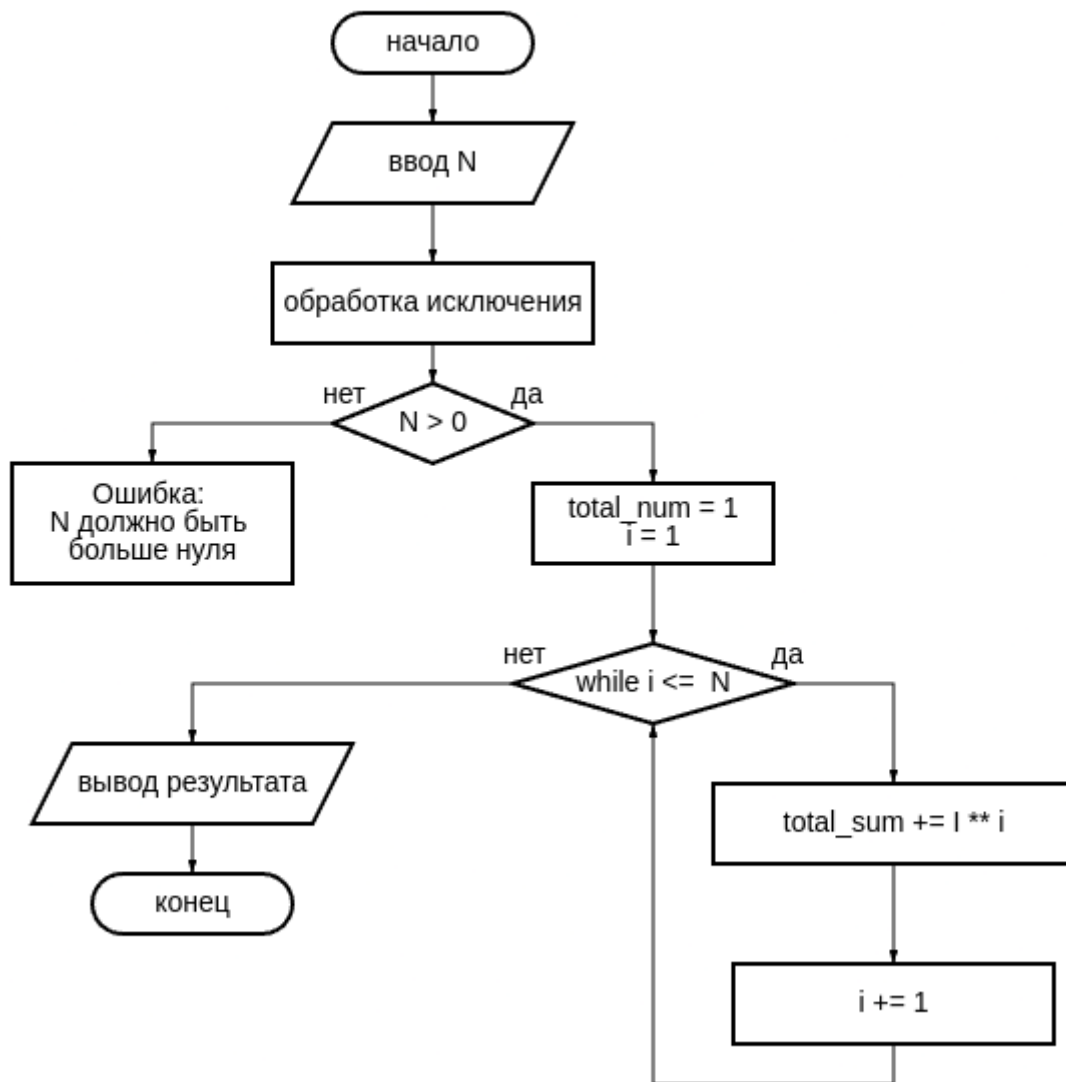 начало
ввод N
обработка исключения
нет
да
N > 0
Ошибка:
N должно быть
больше нуля
total_num = 1
i = 1
нет
да
while i <=  N
вывод результата
total_sum += I ** i
конец
i += 1